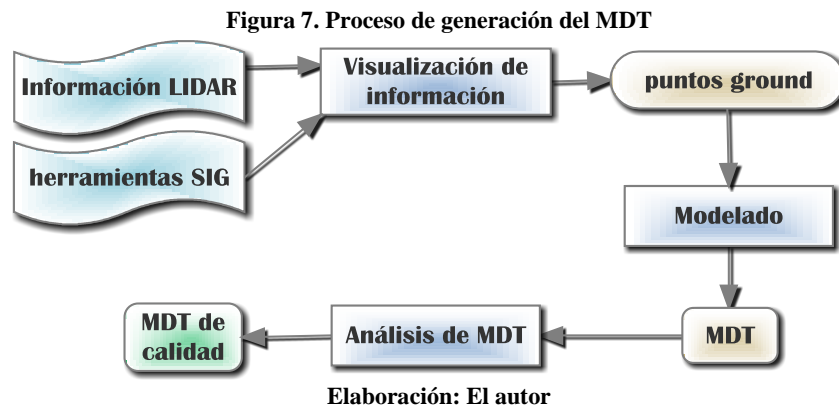 Figura 7. Proceso de generación del MDT
Información LIDAR
Visualización de
información
puntos ground
herramientas SIG
Modelado
MDT de
calidad
Análisis de MDT
MDT
Elaboración: El autor